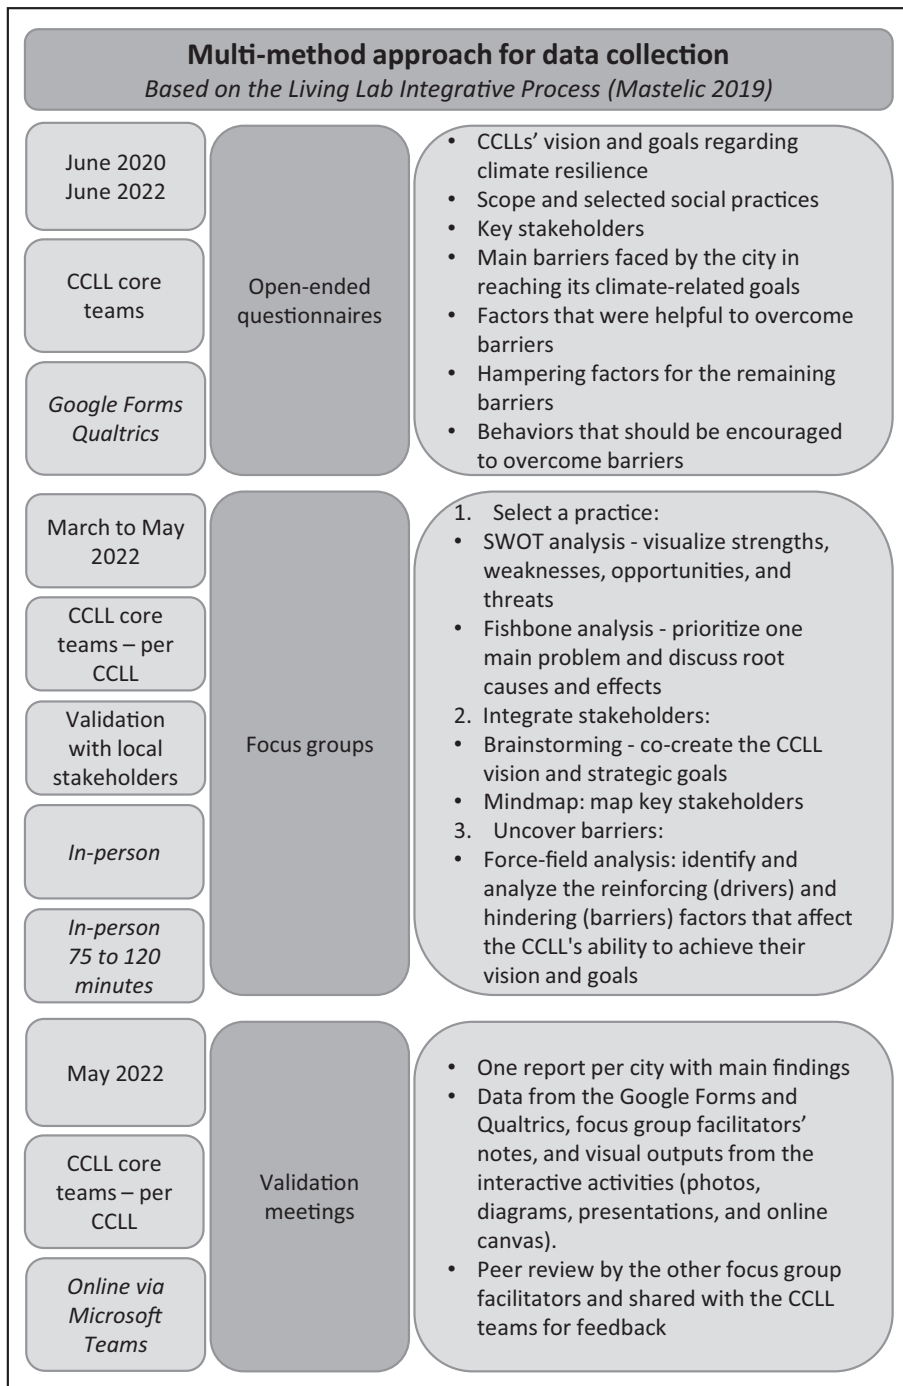 Multi-method approach for data collection
Based on the Living Lab Integrative Process (Mastelic 2019)
June 2020
June 2022
CCLL core
teams
Google Forms
Qualtrics
Open-ended
questionnaires
• CCLLs’ vision and goals regarding
climate resilience
• Scope and selected social practices
• Key stakeholders
• Main barriers faced by the city in
reaching its climate-related goals
• Factors that were helpful to overcome
barriers
• Hampering factors for the remaining
barriers
• Behaviors that should be encouraged
to overcome barriers
March to May
2022
CCLL core
teams – per
CCLL
Validation
with local
stakeholders
In-person
In-person
75 to 120
minutes
Focus groups
1. Select a practice:
• SWOT analysis - visualize strengths,
weaknesses, opportunities, and
threats
• Fishbone analysis - prioritize one
main problem and discuss root
causes and effects
2. Integrate stakeholders:
• Brainstorming - co-create the CCLL
vision and strategic goals
• Mindmap: map key stakeholders
3. Uncover barriers:
• Force-field analysis: identify and
analyze the reinforcing (drivers) and
hindering (barriers) factors that affect
the CCLL's ability to achieve their
vision and goals
May 2022
CCLL core
teams – per
CCLL
Online via
Microsoft
Teams
Validation
meetings
• One report per city with main findings
• Data from the Google Forms and
Qualtrics, focus group facilitators’
notes, and visual outputs from the
interactive activities (photos,
diagrams, presentations, and online
canvas).
• Peer review by the other focus group
facilitators and shared with the CCLL
teams for feedback